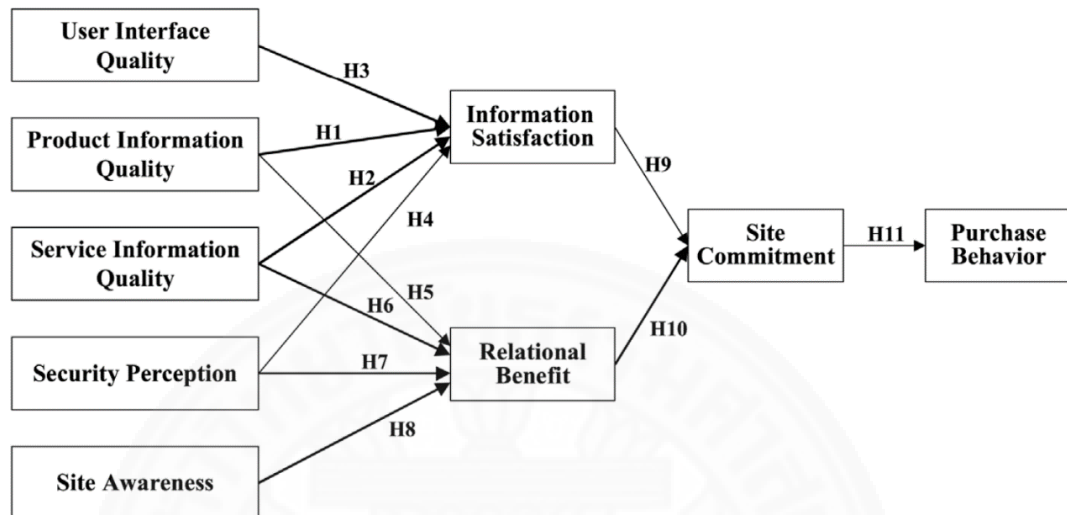 User Interface
Quality
H3
Information
Satisfaction
Product Information
Quality
H1
H2
H9
H4
Service Information
Quality
Site
Commitment
H11
Purchase
Behavior
H5
H6
H10
Security Perception
H7
Relational
Benefit
H8
Site Awareness